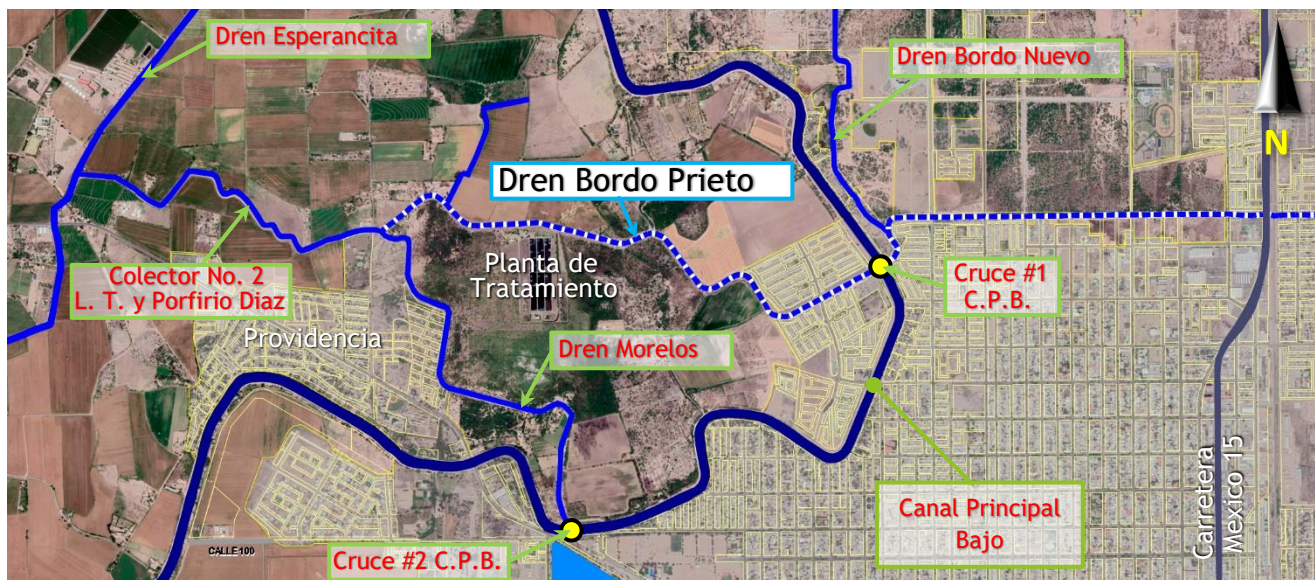 Dren Esperancita
Dren Bordo Nuevo
N
Dren Bordo Prieto
Planta de
Tratamiento
Colector No. 2
L. T. y Porfirio Diaz
Cruce #1
C.P.B.
Providencia
Dren Morelos
Canal Principal
Bajo
Carretera
Mexico 15
CALLE 100
Cruce #2 C.P.B.